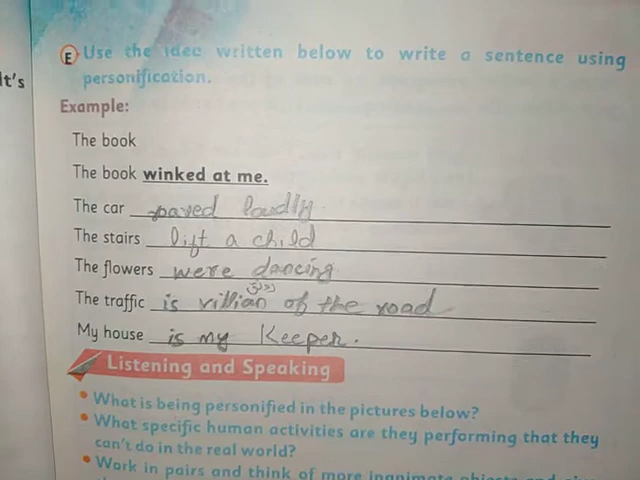 It's
E Use the idea written below to write a sentence using
personification.
Example:
The book
The book winked at me.
The car loudly.
The stairs lift a child
The flowers were dancing
The traffic is villian of the road
My house is my Keeper.
Listening and Speaking
• What is being personified in the pictures below?
• What specific human activities are they performing that they
can't do in the real world?
• Work in pairs and think of more inanimate objects and